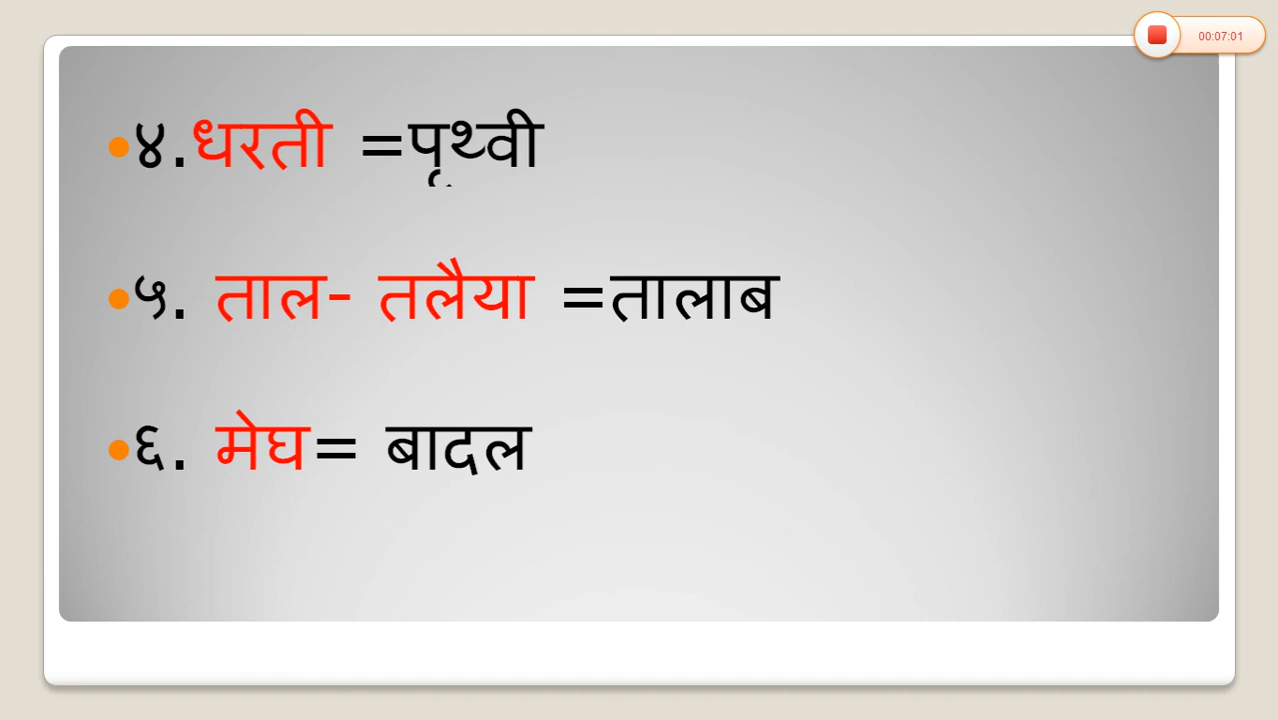 00:07:01
४.धरती =पृथ्वी
५. ताल- तलैया =तालाब
६. मेघ= बादल